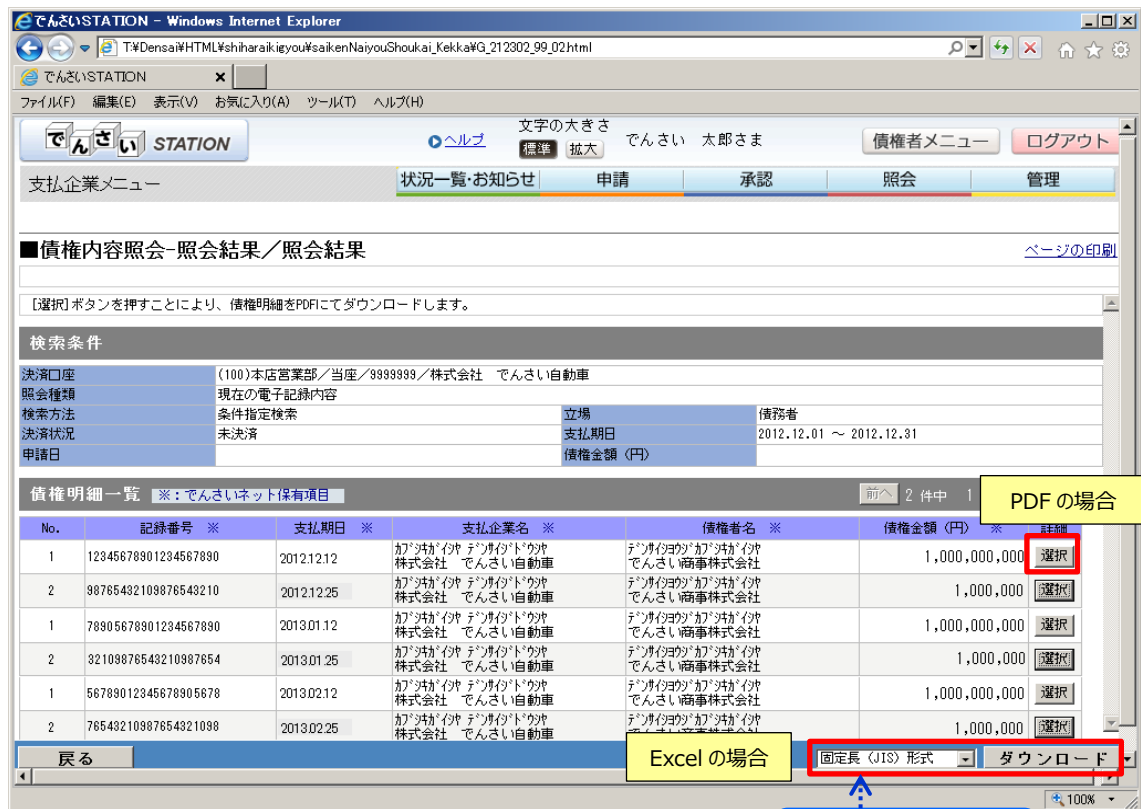 でんさいSTATION - Windows Internet Explorer
T:¥Densai¥HTML¥shiharaikigyou¥saikenNaiyouShoukai_Kekka¥G_212302_99_02.html
でんさいSTATION
ファイル(F) 編集(E) 表示(V) お気に入り(A) ツール(T) ヘルプ(H)
でんさい STATION
ヘルプ
文字の大きさ
標準 拡大
でんさい 太郎さま
債権者メニュー
ログアウト
支払企業メニュー
状況一覧・お知らせ 申請 承認 照会 管理
■債権内容照会-照会結果/照会結果
ページの印刷
[選択]ボタンを押すことにより、債権明細をPDFにてダウンロードします。
検索条件
決済口座 (100)本店営業部/当座/9999999/株式会社 でんさい自動車
照会種類 現在の電子記録内容
検索方法 条件指定検索 立場 債務者
決済状況 未決済 支払期日 2012.12.01 ~ 2012.12.31
申請日 債権金額(円)
債権明細一覧 ※:でんさいネット保有項目
前へ 2 件中 1
PDF の場合
No. 記録番号 ※ 支払期日 ※ 支払企業名 ※ 債権者名 ※ 債権金額(円) ※ 詳細
1 12345678901234567890 2012.12.12 カブシキガイシヤ デンサイジドウシヤ デンサイシヨウジカブシキガイシヤ 1,000,000,000 選択
株式会社 でんさい自動車 でんさい商事株式会社
2 98765432109876543210 2012.12.25 カブシキガイシヤ デンサイジドウシヤ デンサイシヨウジカブシキガイシヤ 1,000,000 選択
株式会社 でんさい自動車 でんさい商事株式会社
1 78905678901234567890 2013.01.12 カブシキガイシヤ デンサイジドウシヤ デンサイシヨウジカブシキガイシヤ 1,000,000,000 選択
株式会社 でんさい自動車 でんさい商事株式会社
2 32109876543210987654 2013.01.25 カブシキガイシヤ デンサイジドウシヤ デンサイシヨウジカブシキガイシヤ 1,000,000 選択
株式会社 でんさい自動車 でんさい商事株式会社
1 56789012345678905678 2013.02.12 カブシキガイシヤ デンサイジドウシヤ デンサイシヨウジカブシキガイシヤ 1,000,000,000 選択
株式会社 でんさい自動車 でんさい商事株式会社
2 76543210987654321098 2013.02.25 カブシキガイシヤ デンサイジドウシヤ デンサイシヨウジカブシキガイシヤ 1,000,000 選択
株式会社 でんさい自動車
Excel の場合
戻る
固定長(JIS)形式
ダウンロード
100%